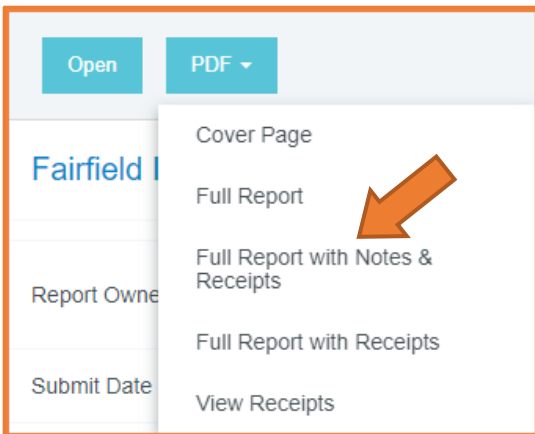 Open PDF
Cover Page
Fairfield
Full Report
Full Report with Notes &
Receipts
Report Owne
Full Report with Receipts
Submit Date
View Receipts